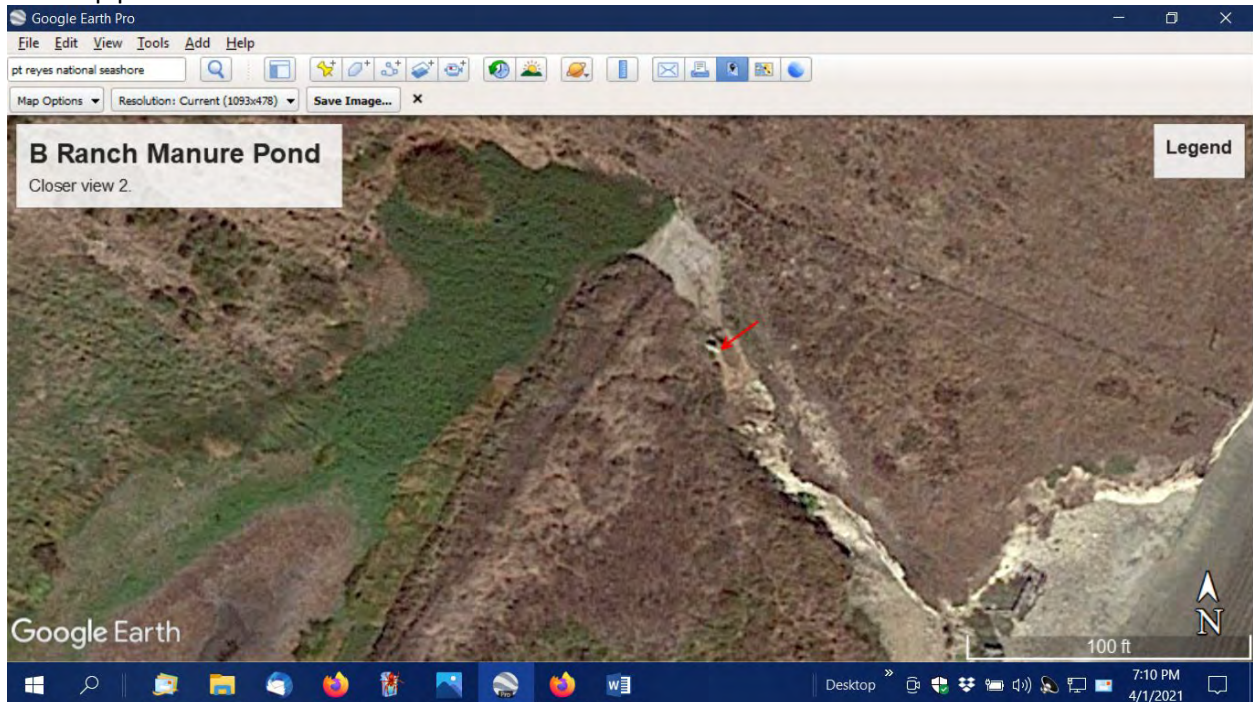 Google Earth Pro
File Edit View Tools Add Help
pt reyes national seashore
Map Options Resolution: Current (1093x478) Save Image... X
B Ranch Manure Pond
Closer view 2.
Legend
N
100 ft
Google Earth
Desktop
7:10 PM
4/1/2021